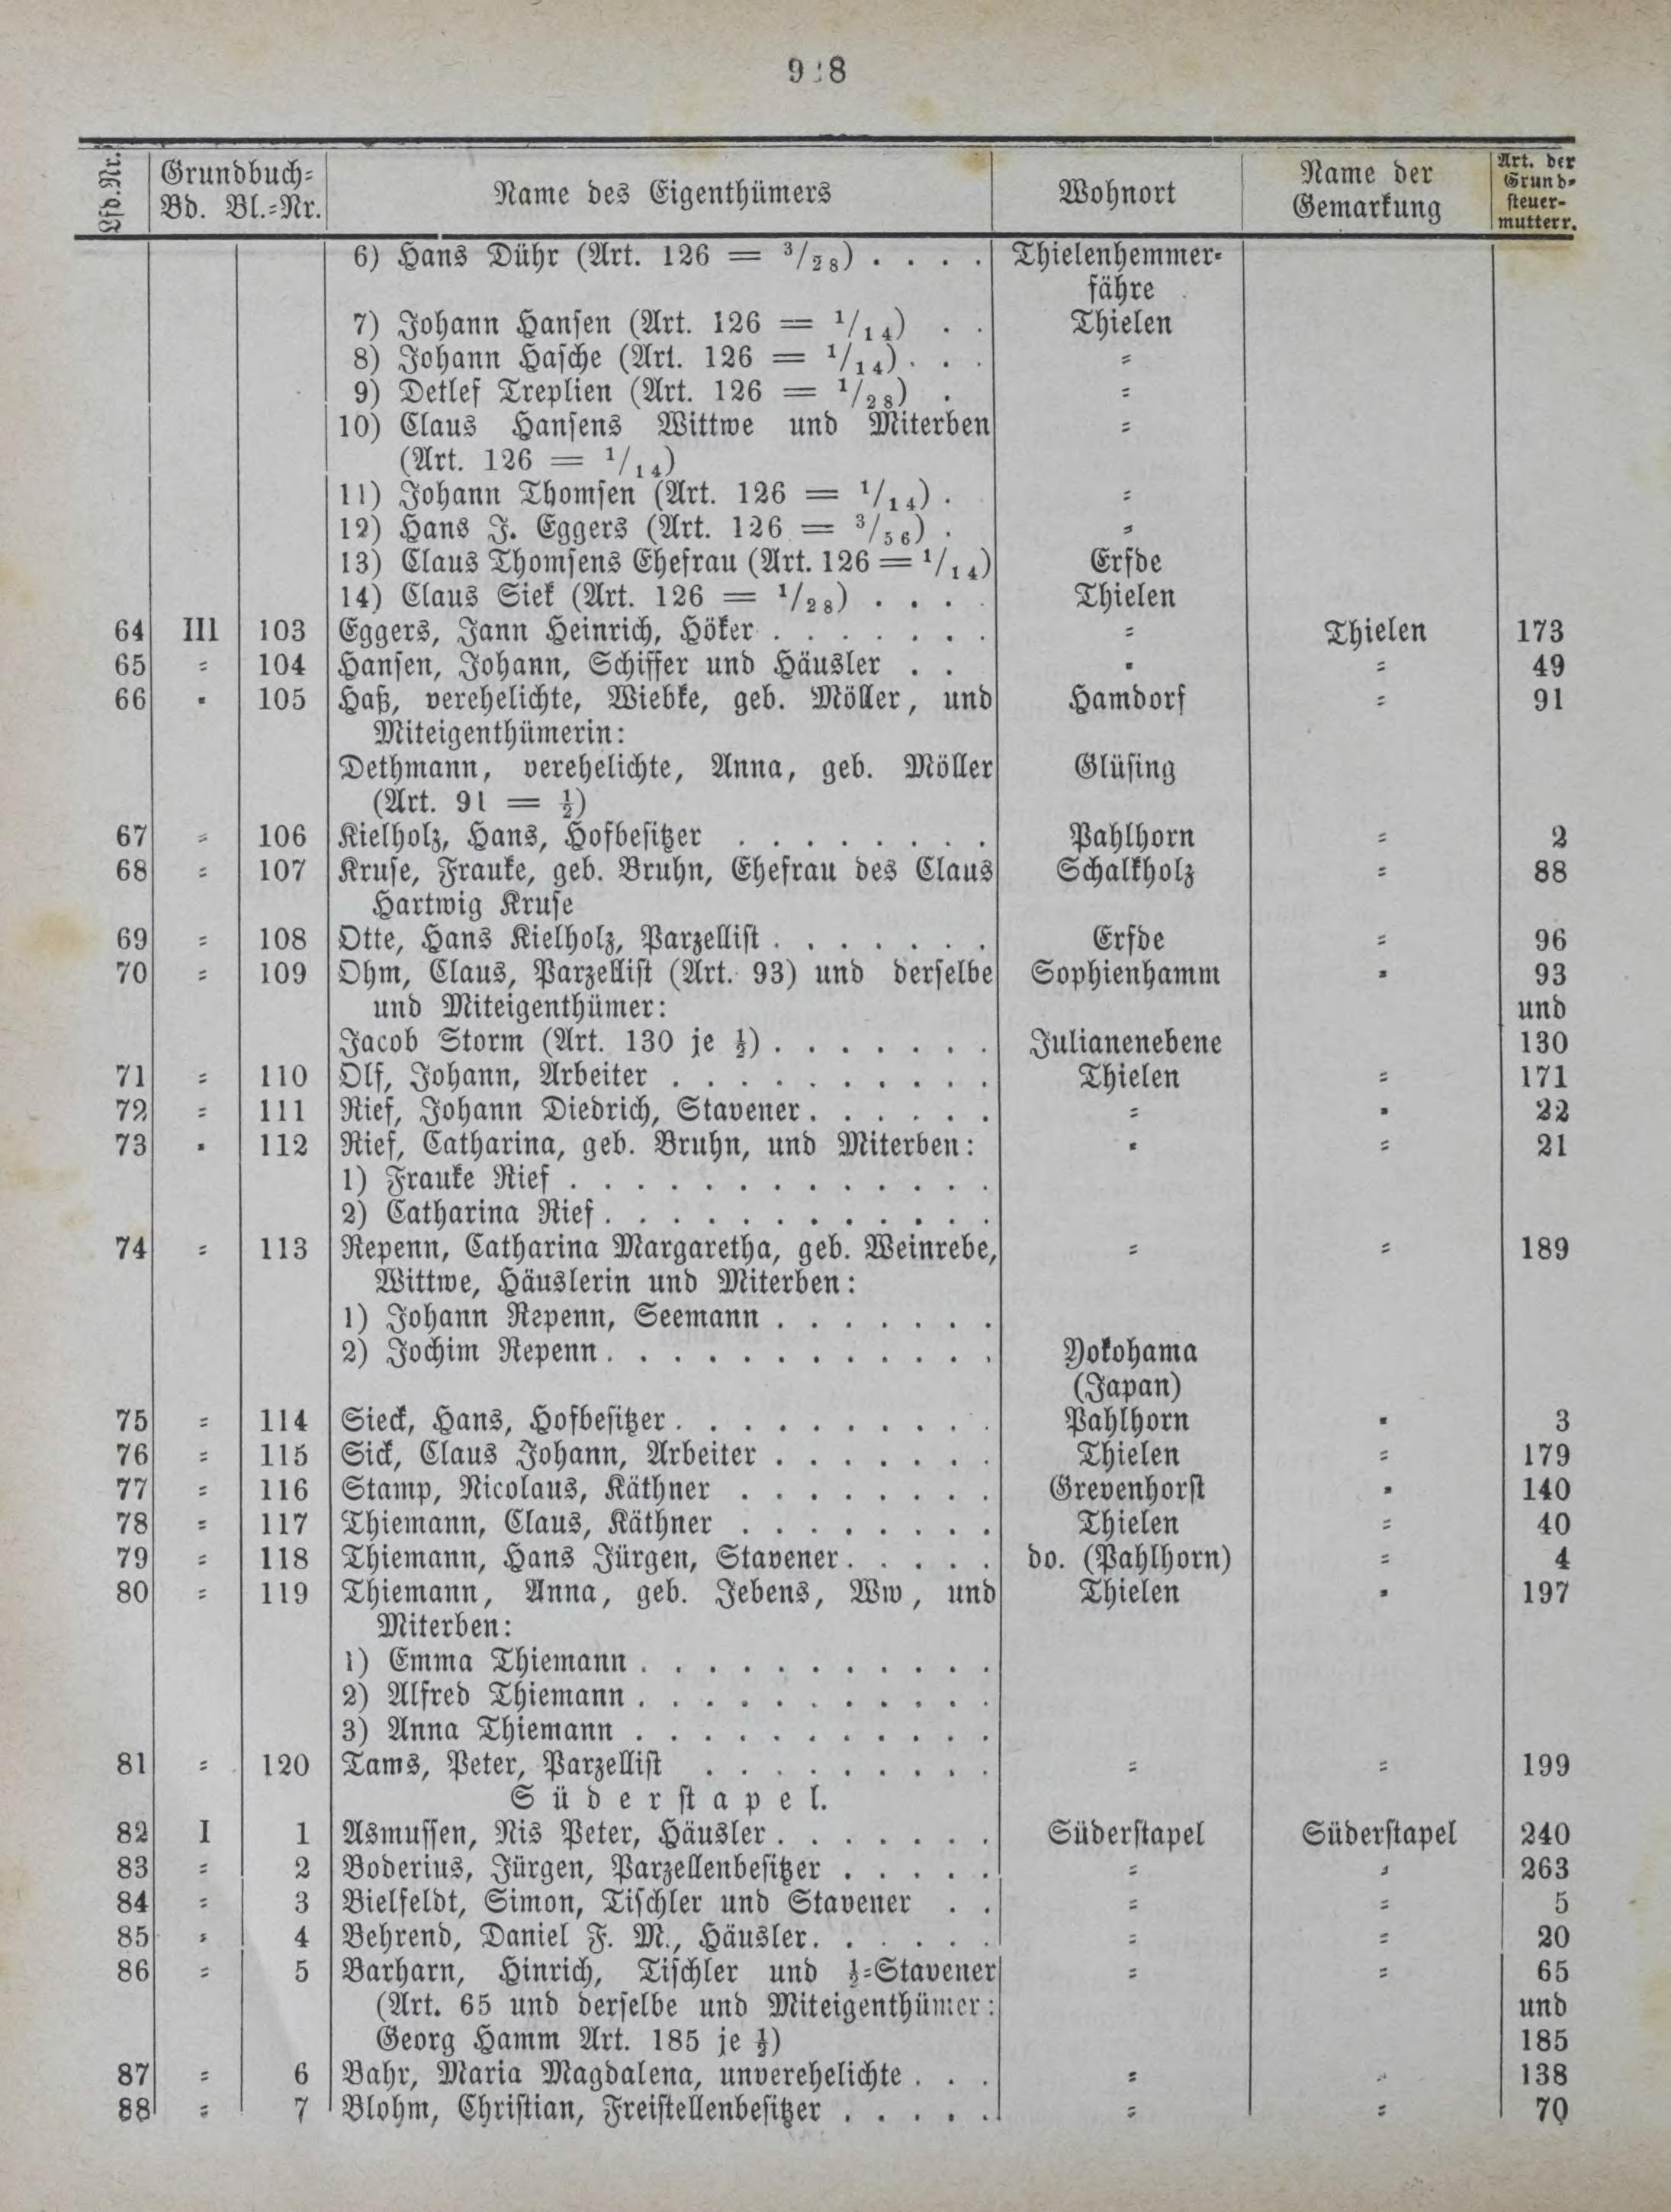 9 8
Lfd. Nr. Grundbuch= Bd. Bl.=Nr. Name des Eigenthümers Wohnort Name der Gemarkung Art. der Grund= steuer= mutterr.
6) Hans Dühr (Art. 126 = 3/28) . . . . Thielenhemmer=
fähre
7) Johann Hansen (Art. 126 = 1/14) . . Thielen
8) Johann Hasche (Art. 126 = 1/14) . . . =
9) Detlef Treplien (Art. 126 = 1/28) . =
10) Claus Hansens Wittwe und Miterben =
(Art. 126 = 1/14)
11) Johann Thomsen (Art. 126 = 1/14) . =
12) Hans J. Eggers (Art. 126 = 3/56) . =
13) Claus Thomsens Ehefrau (Art. 126 = 1/14) Erfde
14) Claus Siek (Art. 126 = 1/28) . . . . Thielen
64 III 103 Eggers, Jann Heinrich, Höker . . . . . . . = Thielen 173
65 = 104 Hansen, Johann, Schiffer und Häusler . . = = 49
66 = 105 Haß, verehelichte, Wiebke, geb. Möller, und Hamdorf = 91
Miteigenthümerin:
Dethmann, verehelichte, Anna, geb. Möller Glüsing
(Art. 91 = ½)
67 = 106 Kielholz, Hans, Hofbesitzer . . . . . . . . Pahlhorn = 2
68 = 107 Kruse, Frauke, geb. Bruhn, Ehefrau des Claus Schalkholz = 88
Hartwig Kruse
69 = 108 Otte, Hans Kielholz, Parzellist . . . . . . . Erfde = 96
70 = 109 Ohm, Claus, Parzellist (Art. 93) und derselbe Sophienhamm = 93
und Miteigenthümer: und
Jacob Storm (Art. 130 je ½) . . . . . . . Julianenebene 130
71 = 110 Olf, Johann, Arbeiter . . . . . . . . . . Thielen = 171
72 = 111 Rief, Johann Diedrich, Stavener . . . . . . = = 22
73 = 112 Rief, Catharina, geb. Bruhn, und Miterben: = = 21
1) Frauke Rief . . . . . . . . . . . . .
2) Catharina Rief . . . . . . . . . . . .
74 = 113 Repenn, Catharina Margaretha, geb. Weinrebe, = = 189
Wittwe, Häuslerin und Miterben:
1) Johann Repenn, Seemann . . . . . . .
2) Jochim Repenn . . . . . . . . . . . . Yokohama
(Japan)
75 = 114 Sieck, Hans, Hofbesitzer . . . . . . . . . . Pahlhorn = 3
76 = 115 Sick, Claus Johann, Arbeiter . . . . . . . Thielen = 179
77 = 116 Stamp, Nicolaus, Käthner . . . . . . . . Grevenhorst = 140
78 = 117 Thiemann, Claus, Käthner . . . . . . . . Thielen = 40
79 = 118 Thiemann, Hans Jürgen, Stavener . . . . . do. (Pahlhorn) = 4
80 = 119 Thiemann, Anna, geb. Jebens, Ww, und Thielen = 197
Miterben:
1) Emma Thiemann . . . . . . . . . . .
2) Alfred Thiemann . . . . . . . . . . .
3) Anna Thiemann . . . . . . . . . . .
81 = 120 Tams, Peter, Parzellist . . . . . . . . . = = 199
Süderstapel.
82 I 1 Asmussen, Nis Peter, Häusler . . . . . . . Süderstapel Süderstapel 240
83 = 2 Boderius, Jürgen, Parzellenbesitzer . . . . . = = 263
84 = 3 Bielfeldt, Simon, Tischler und Stavener . . = = 5
85 = 4 Behrend, Daniel F. M., Häusler . . . . . . = = 20
86 = 5 Barharn, Hinrich, Tischler und ½=Stavener = = 65
(Art. 65 und derselbe und Miteigenthümer: und
Georg Hamm Art. 185 je ½) 185
87 = 6 Bahr, Maria Magdalena, unverehelichte . . . = = 138
88 = 7 Blohm, Christian, Freistellenbesitzer . . . . . = = 70